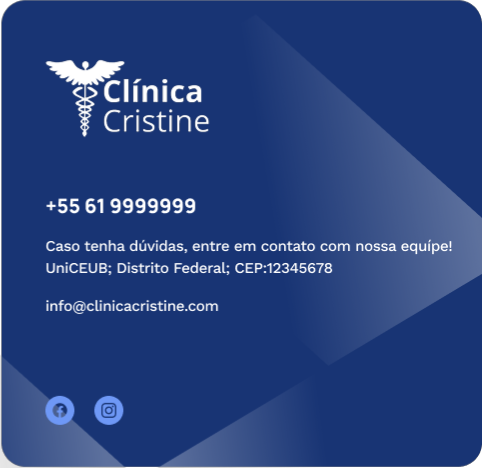 Clínica
Cristine
+55 61 9999999
Caso tenha dúvidas, entre em contato com nossa equípe!
UniCEUB; Distrito Federal; CEP:12345678
info@clinicacristine.com